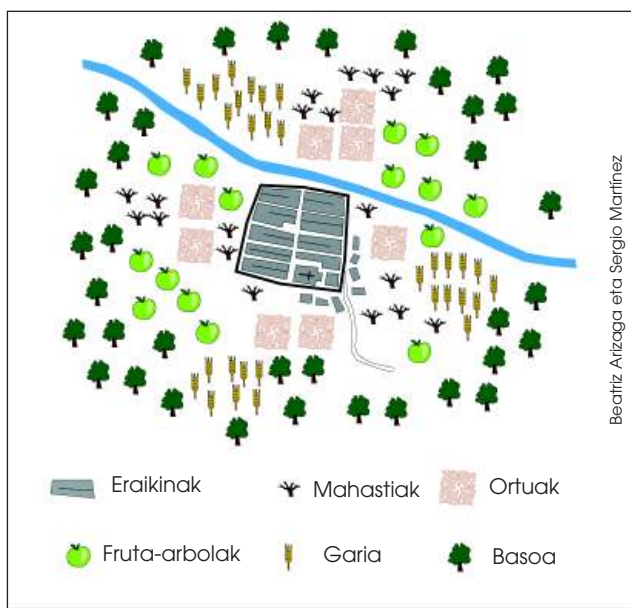 Beatriz Arizaga eta Sergio Martínez
Eraikinak
Mahastiak
Ortuak
Fruta-arbolak
Garia
Basoa